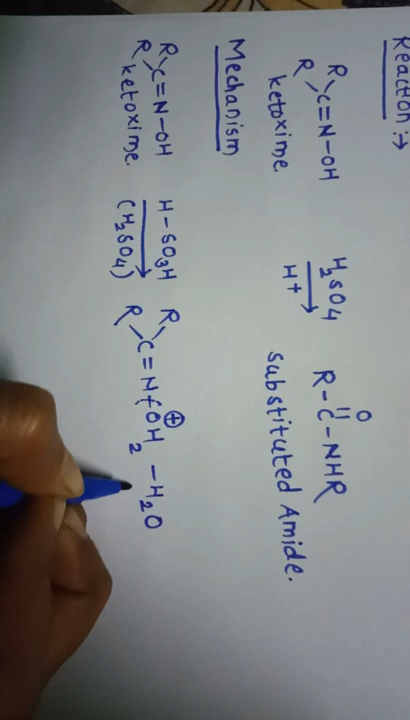 Reaction :→
R
R C=N-OH H₂SO4 → H+ R-C-NHR O
ketoxime. substituted Amide.
Mechanism
R R C=N-OH H-SO3H → (H₂SO4) R R C=N-OH₂ ⊕ -H₂O
ketoxime.